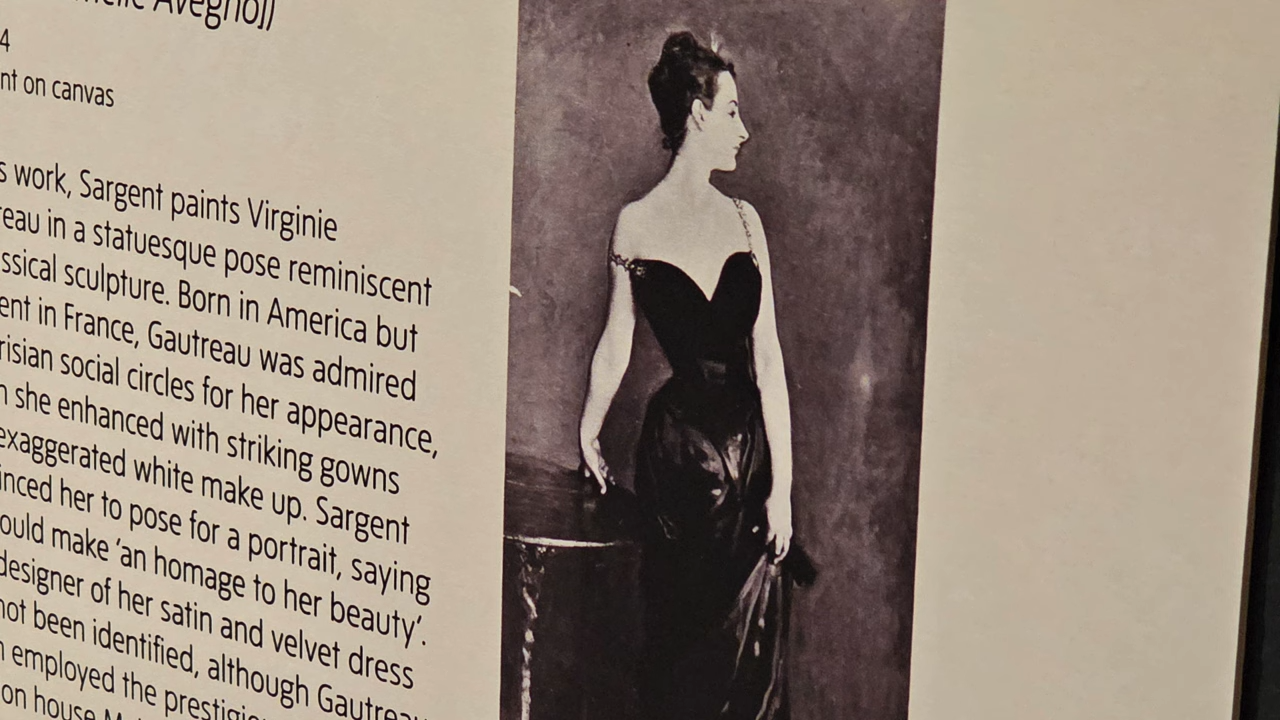 Avegno])
4
nt on canvas
s work, Sargent paints Virginie
reau in a statuesque pose reminiscent
ssical sculpture. Born in America but
ent in France, Gautreau was admired
risian social circles for her appearance,
h she enhanced with striking gowns
exaggerated white make up. Sargent
inced her to pose for a portrait, saying
ould make ‘an homage to her beauty’.
designer of her satin and velvet dress
not been identified, although Gautreau
n employed the prestigio
on house M